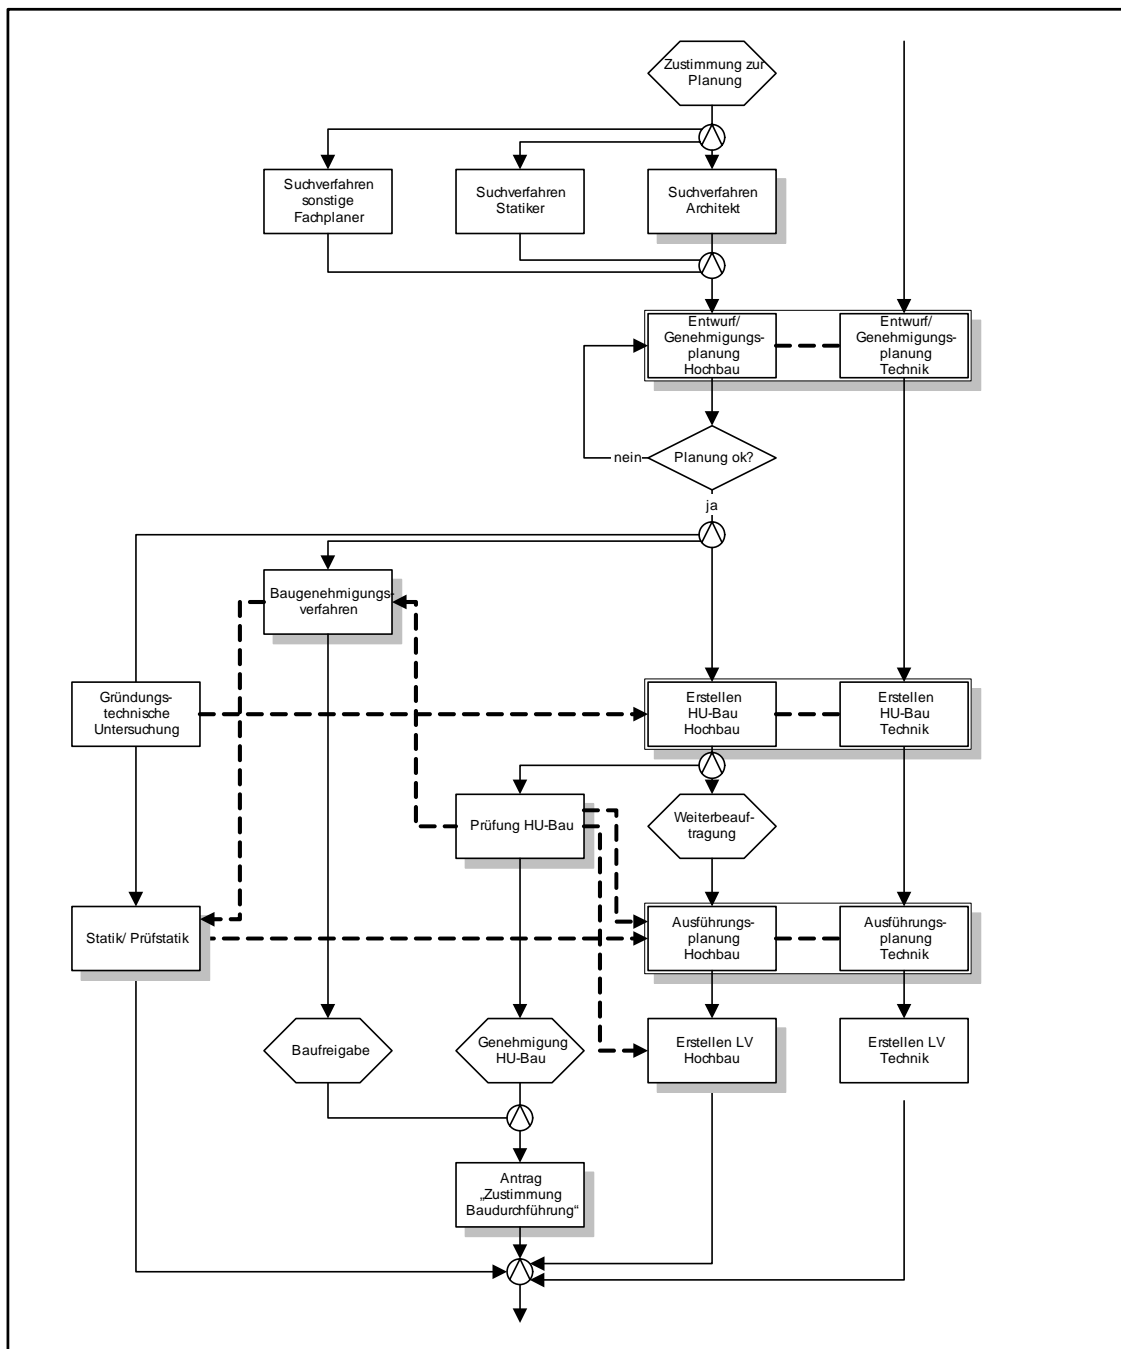 Zustimmung zur
Planung
Suchverfahren
sonstige
Fachplaner
Suchverfahren
Statiker
Suchverfahren
Architekt
Entwurf/
Genehmigungs-
planung
Hochbau
Entwurf/
Genehmigungs-
planung
Technik
nein
Planung ok?
ja
Baugenehmigungs-
verfahren
Gründungs-
technische
Untersuchung
Erstellen
HU-Bau
Hochbau
Erstellen
HU-Bau
Technik
Prüfung HU-Bau
Weiterbeauf-
tragung
Statik/ Prüfstatik
Ausführungs-
planung
Hochbau
Ausführungs-
planung
Technik
Baufreigabe
Genehmigung
HU-Bau
Erstellen LV
Hochbau
Erstellen LV
Technik
Antrag
„Zustimmung
Baudurchführung“